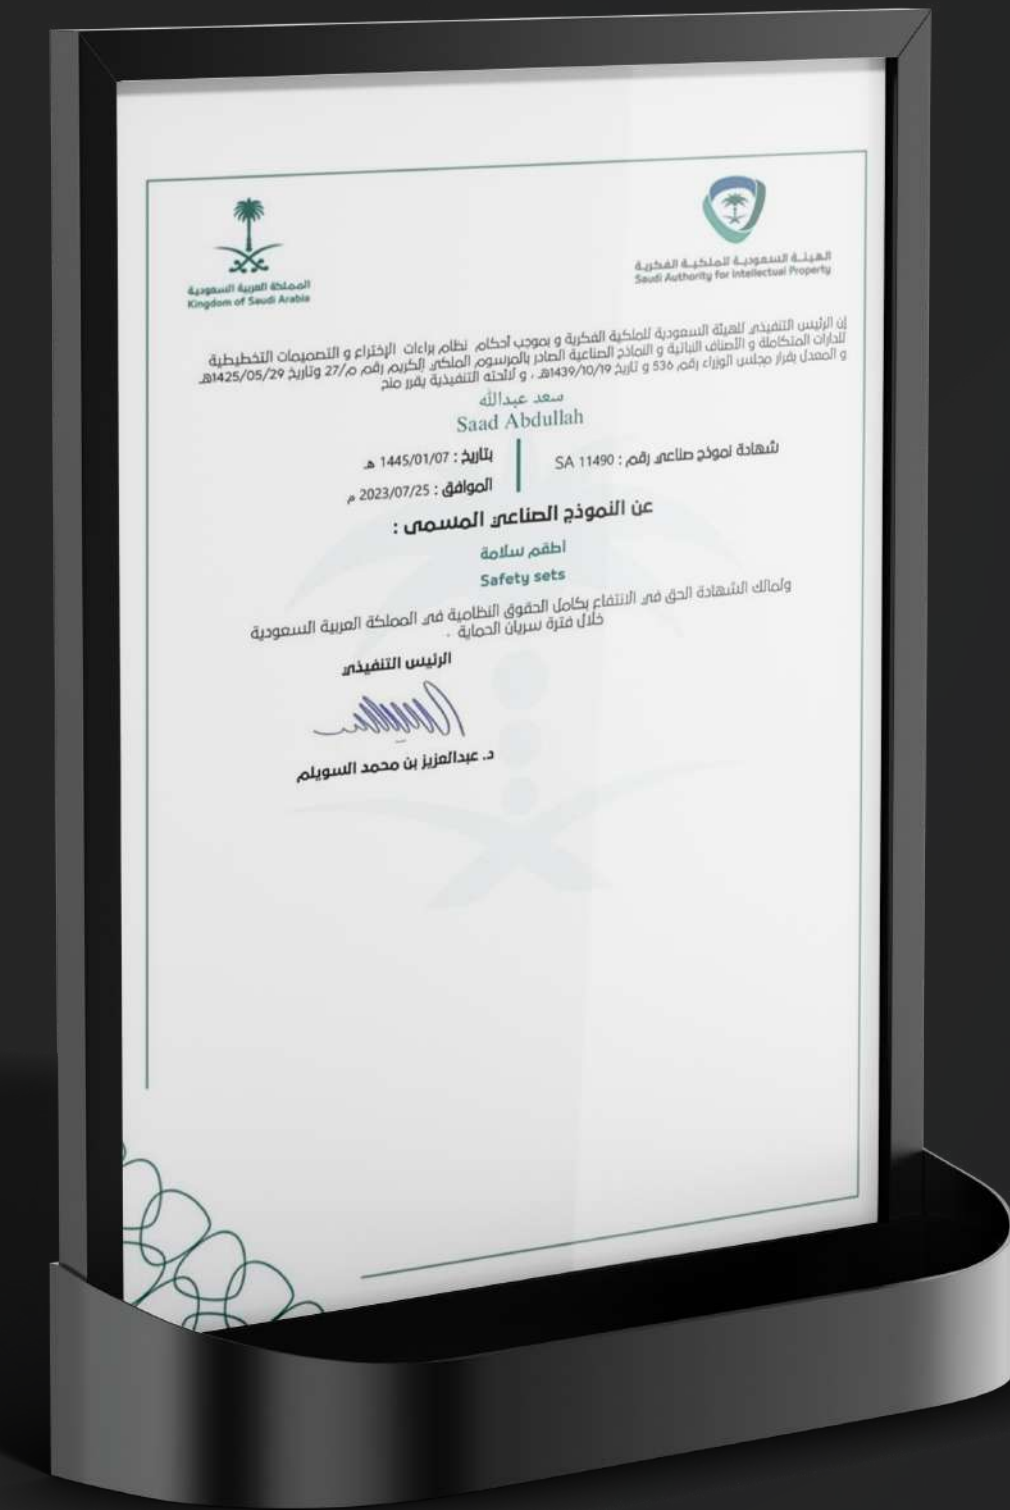 الهيئة السعودية للملكية الفكرية
Saudi Authority for Intellectual Property
المملكة العربية السعودية
Kingdom of Saudi Arabia
إن الرئيس التنفيذي للهيئة السعودية للملكية الفكرية و بموجب أحكام نظام براءات الإختراع و التصميمات التخطيطية
للدارات المتكاملة و الأصناف النباتية و النماذج الصناعية الصادر بالمرسوم الملكي الكريم رقم م/27 وتاريخ 1425/05/29هـ
و المعدل بقرار مجلس الوزراء رقم 536 و تاريخ 1439/10/19هـ ، و لائحته التنفيذية يقرر منح
سعد عبدالله
Saad Abdullah
شهادة نموذج صناعي رقم : SA 11490
بتاريخ : 1445/01/07 هـ
الموافق : 2023/07/25 م
عن النموذج الصناعي المسمى :
أطقم سلامة
Safety sets
ولمالك الشهادة الحق في الانتفاع بكامل الحقوق النظامية في المملكة العربية السعودية
خلال فترة سريان الحماية .
الرئيس التنفيذي
د. عبدالعزيز بن محمد السويلم